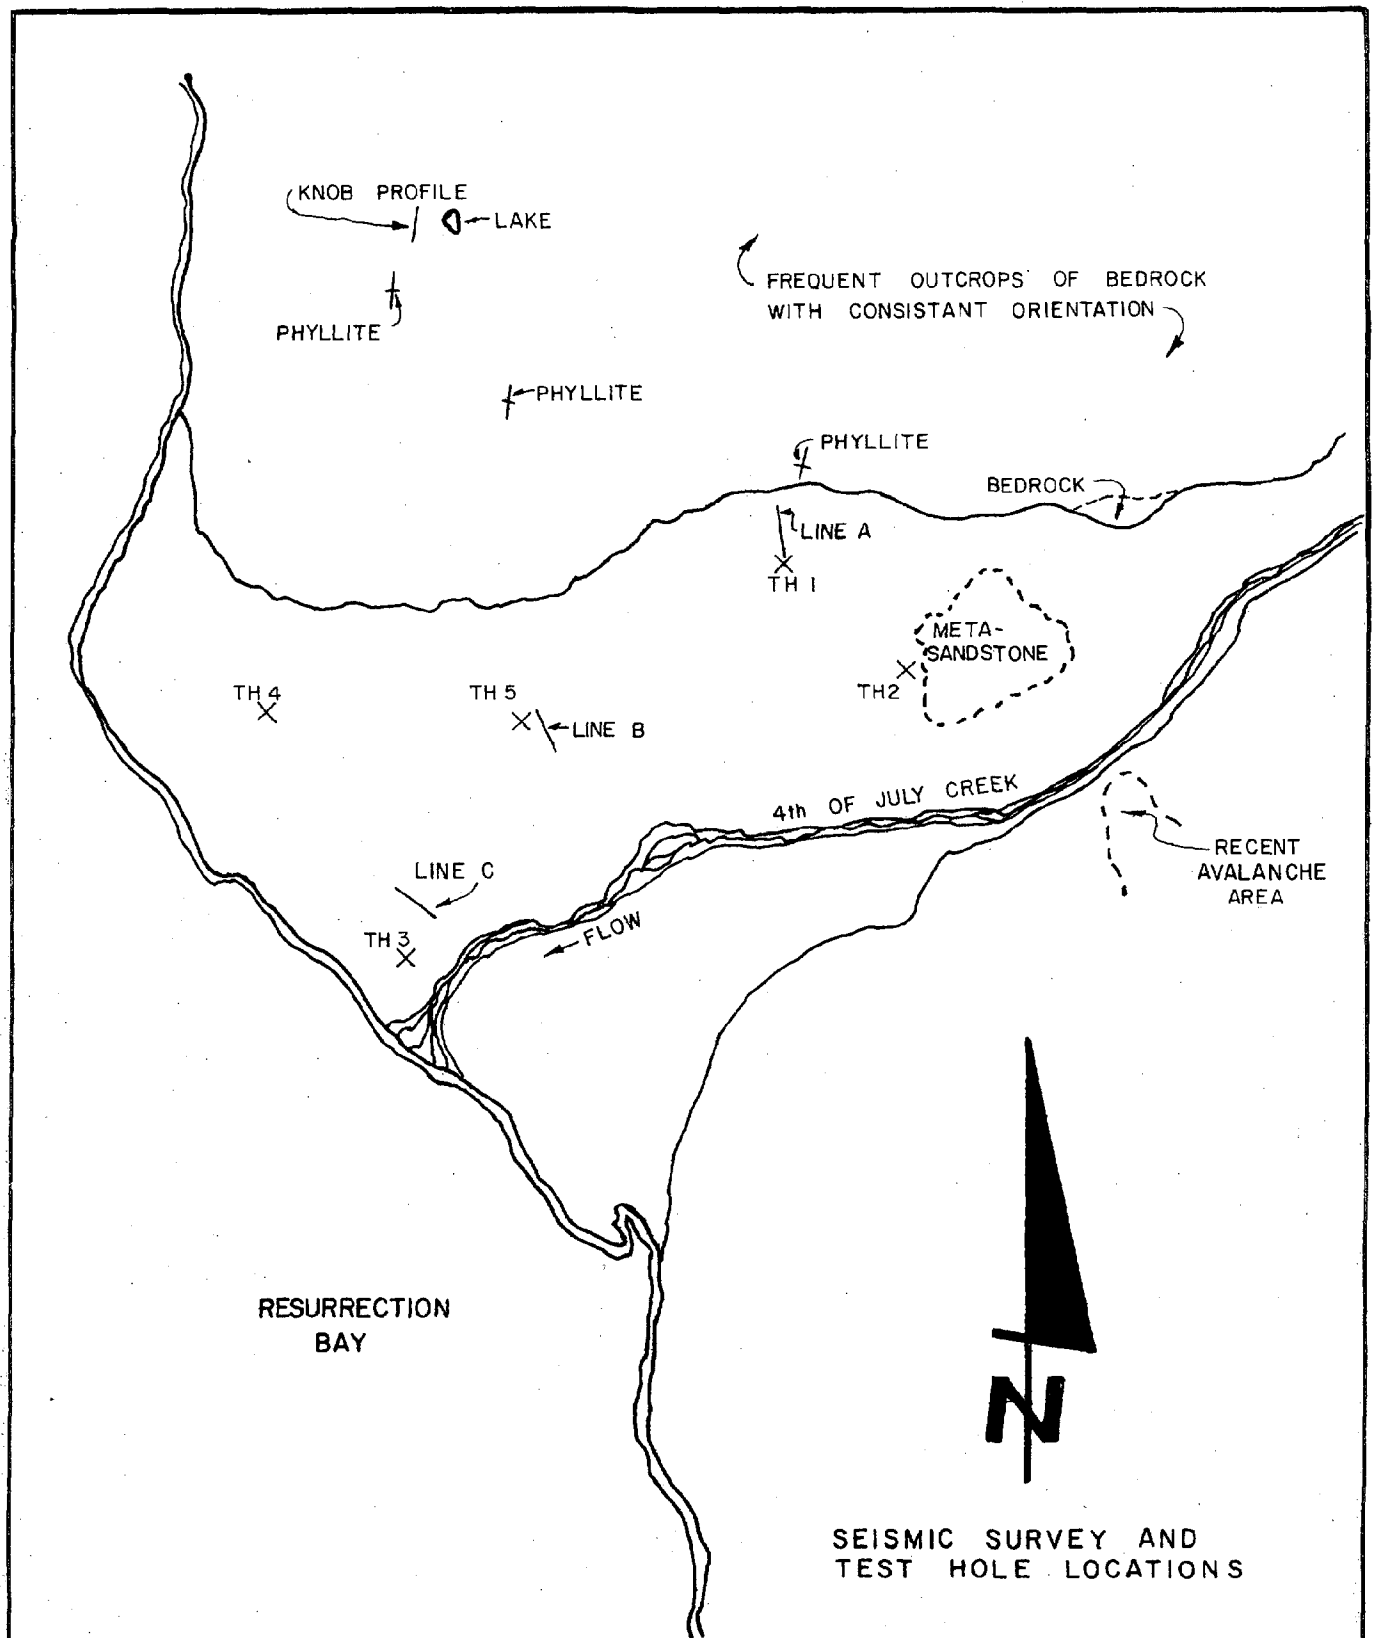 KNOB PROFILE
LAKE
FREQUENT OUTCROPS OF BEDROCK
WITH CONSISTANT ORIENTATION
PHYLLITE
PHYLLITE
PHYLLITE
BEDROCK
LINE A
TH 1
META-
SANDSTONE
TH2
TH 4
TH 5
LINE B
4th OF JULY CREEK
RECENT
AVALANCHE
AREA
LINE C
FLOW
TH 3
RESURRECTION
BAY
N
SEISMIC SURVEY AND
TEST HOLE LOCATIONS